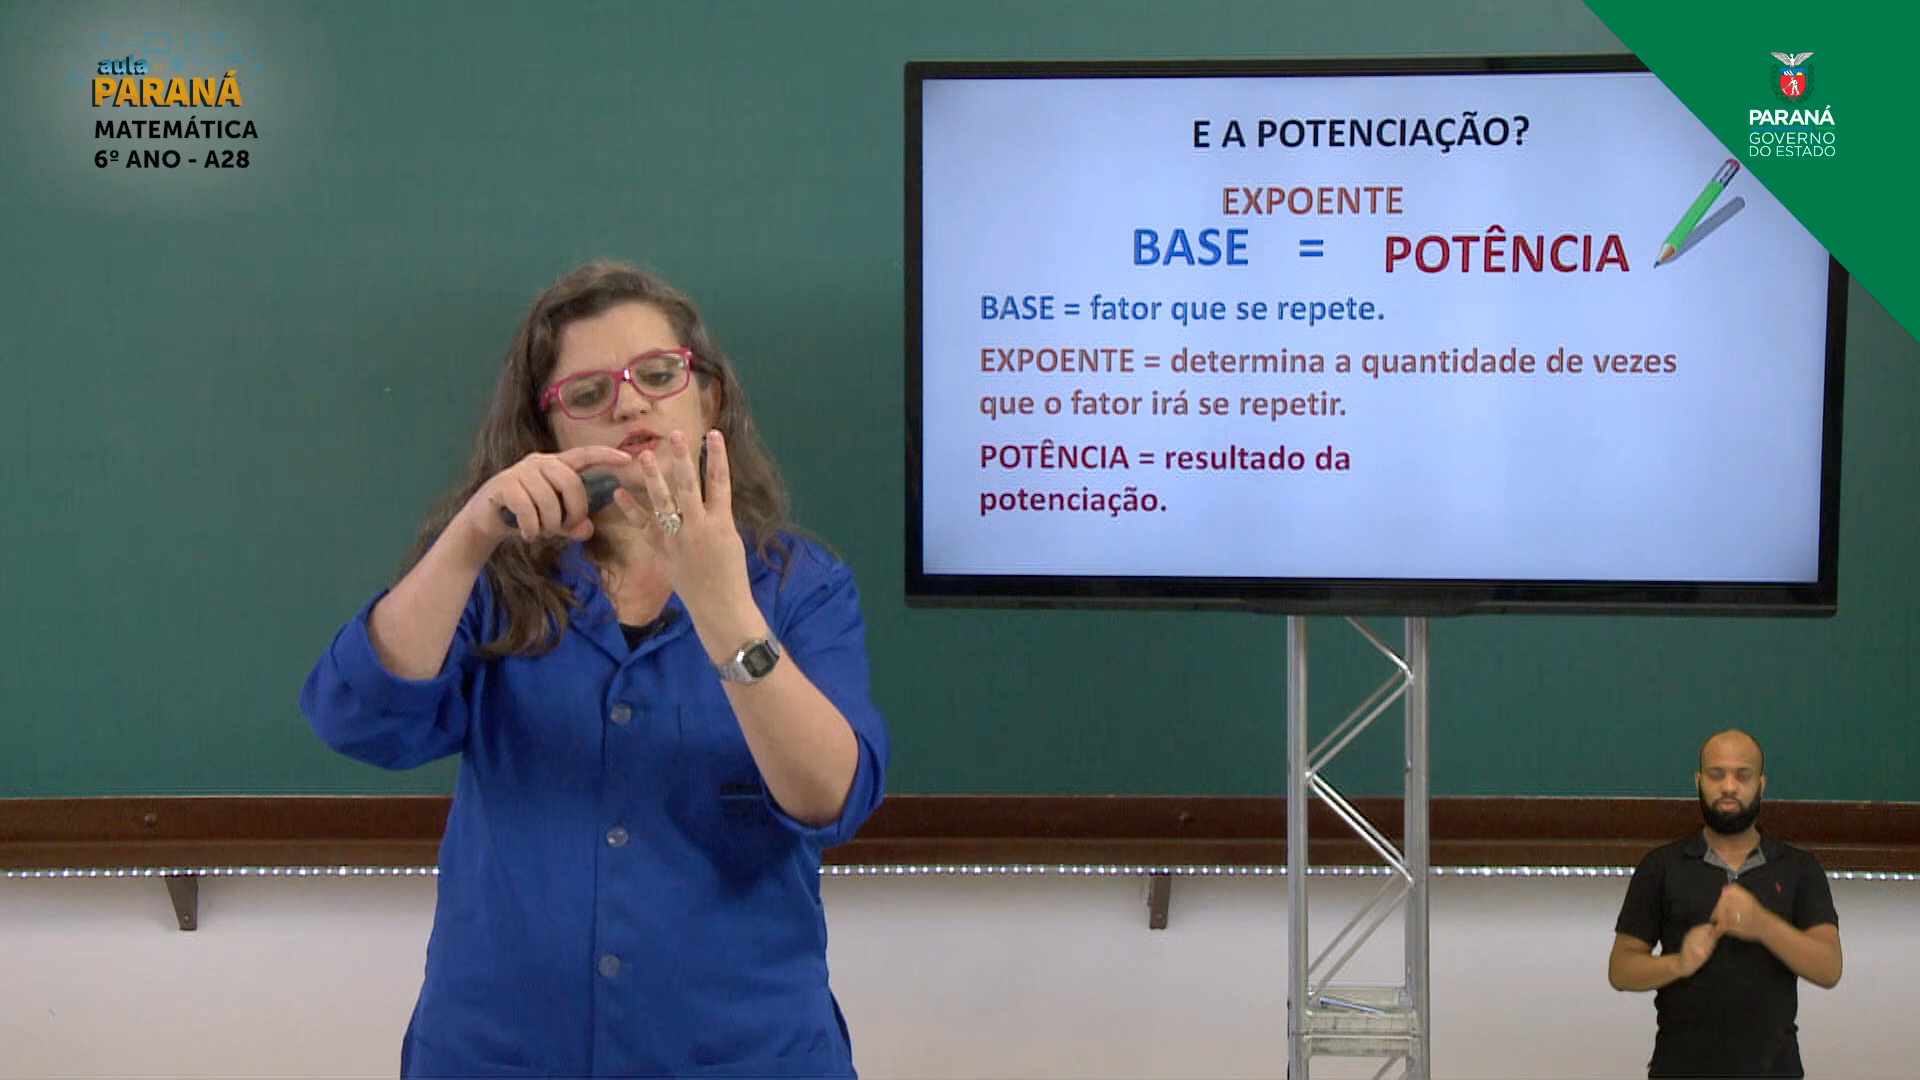 aula
PARANÁ
MATEMÁTICA
6º ANO - A28
E A POTENCIAÇÃO?
EXPOENTE
BASE = POTÊNCIA
BASE = fator que se repete.
EXPOENTE = determina a quantidade de vezes
que o fator irá se repetir.
POTÊNCIA = resultado da
potenciação.
PARANÁ
GOVERNO
DO ESTADO